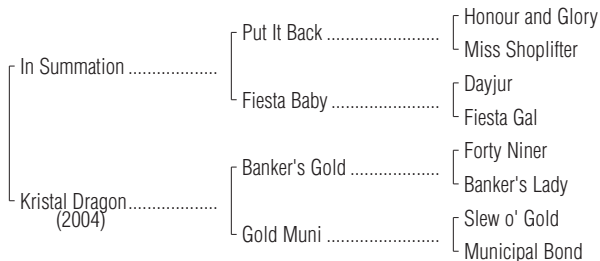 Honour and Glory
Put It Back ......................
Miss Shoplifter
In Summation ..................
Dayjur
Fiesta Baby .....................
Fiesta Gal
Forty Niner
Banker's Gold ..................
Banker's Lady
Kristal Dragon..................
(2004)
Slew o' Gold
Gold Muni ......................
Municipal Bond